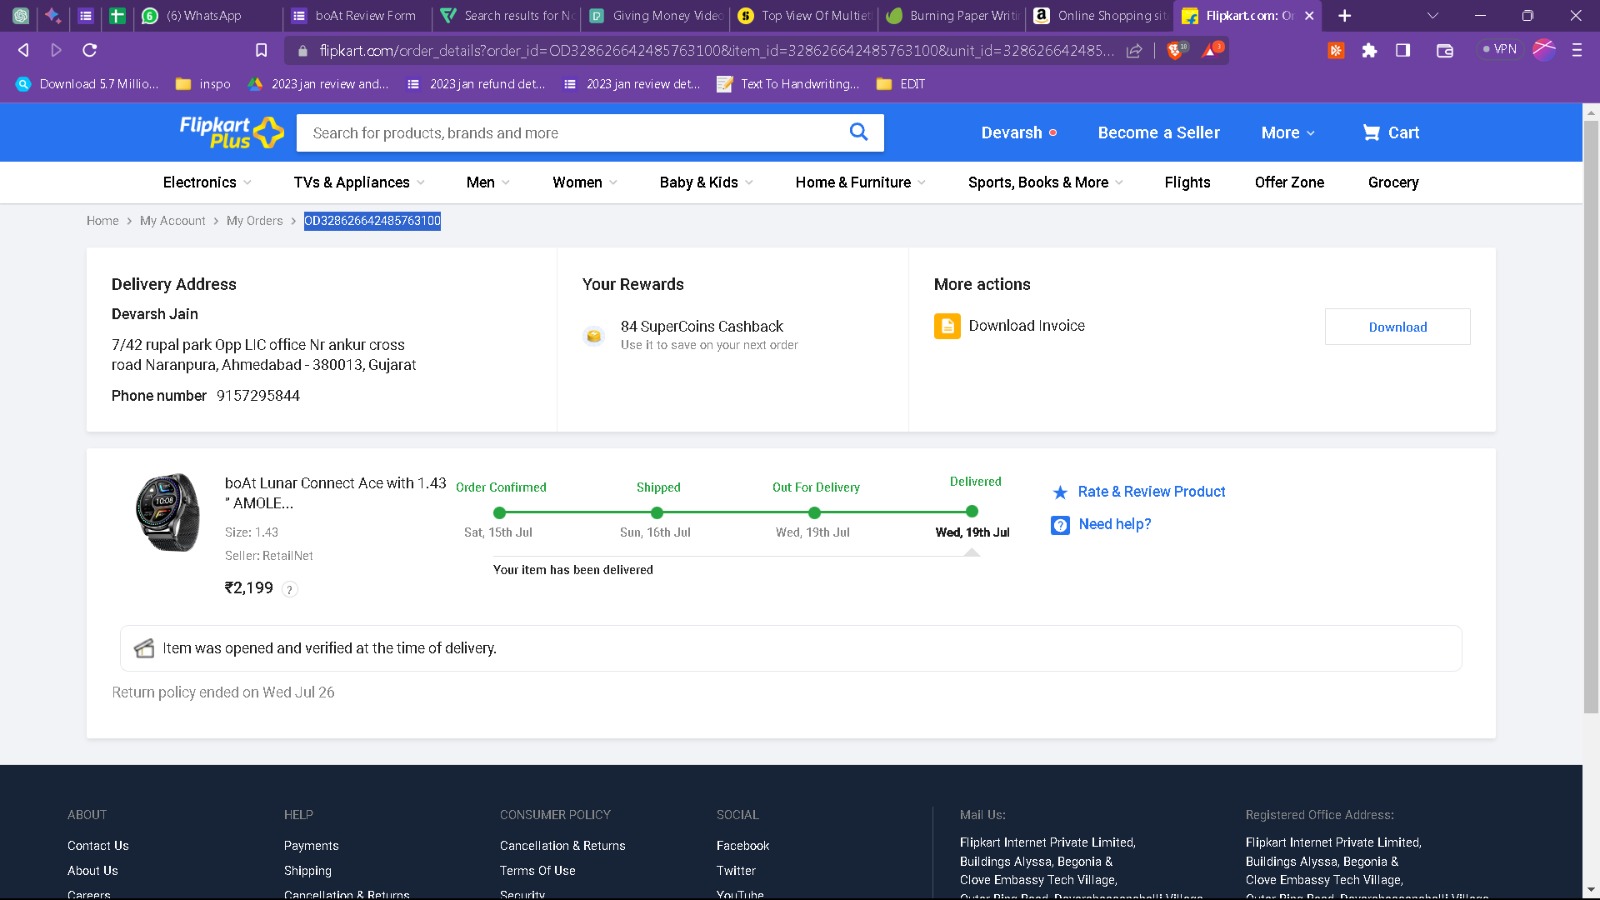 (6) WhatsApp
boAt Review Form
Search results for No
Giving Money Video
Top View Of Multiet
Burning Paper Writi
Online Shopping sit
Flipkart.com: Or
flipkart.com/order_details?order_id=OD328626642485763100&item_id=328626642485763100&unit_id=32862664285...
VPN
Download 5.7 Millio...
inspo
2023 jan review and...
2023 jan refund det...
2023 jan review det...
Text To Handwriting...
EDIT
Flipkart
Plus
Search for products, brands and more
Devarsh
Become a Seller
More
Cart
Electronics
TVs & Appliances
Men
Women
Baby & Kids
Home & Furniture
Sports, Books & More
Flights
Offer Zone
Grocery
Home > My Account > My Orders > OD328626642485763100
Delivery Address
Devarsh Jain
7/42 rupal park Opp LIC office Nr ankur cross
road Naranpura, Ahmedabad - 380013, Gujarat
Phone number 9157295844
Your Rewards
84 SuperCoins Cashback
Use it to save on your next order
More actions
Download Invoice
Download
boAt Lunar Connect Ace with 1.43
" AMOLE...
Size: 1.43
Seller: RetailNet
₹2,199 ?
Order Confirmed
Shipped
Out For Delivery
Delivered
Sat, 15th Jul
Sun, 16th Jul
Wed, 19th Jul
Wed, 19th Jul
Your item has been delivered
Rate & Review Product
Need help?
Item was opened and verified at the time of delivery.
Return policy ended on Wed Jul 26
ABOUT
Contact Us
About Us
Careers
HELP
Payments
Shipping
Cancellation & Returns
CONSUMER POLICY
Cancellation & Returns
Terms Of Use
Security
SOCIAL
Facebook
Twitter
YouTube
Mail Us:
Flipkart Internet Private Limited,
Buildings Alyssa, Begonia &
Clove Embassy Tech Village,
Registered Office Address:
Flipkart Internet Private Limited,
Buildings Alyssa, Begonia &
Clove Embassy Tech Village,